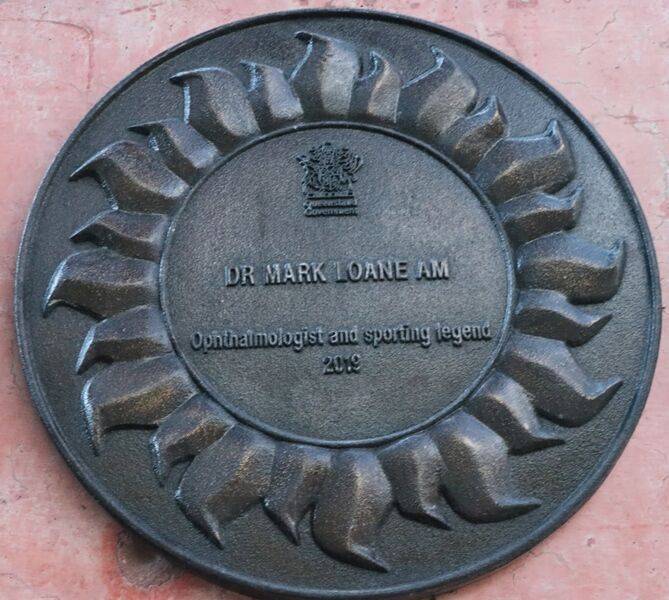 Queensland
Government
DR MARK LOANE AM
Ophthalmologist and sporting legend
2019